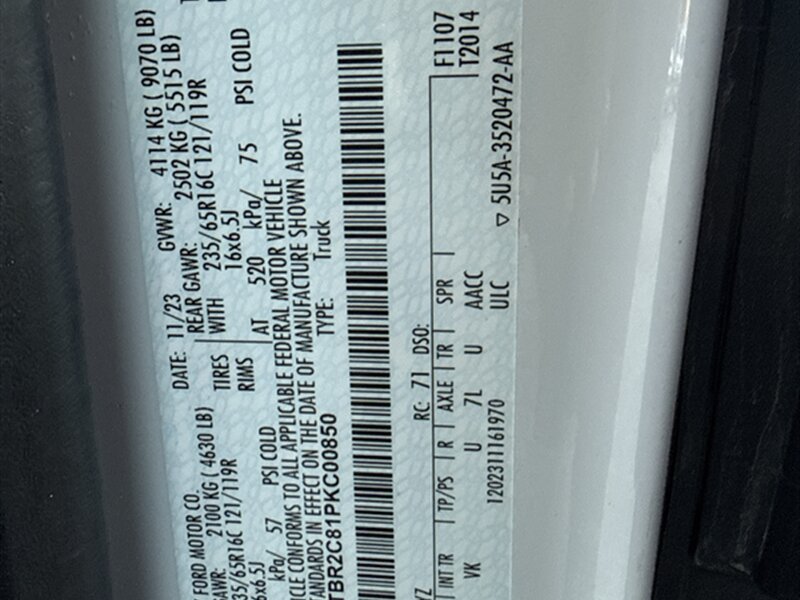 FORD MOTOR CO.
DATE: 11/23 GVWR: 4114 KG ( 9070 LB)
GAWR: 2100 KG ( 4630 LB) REAR GAWR: 2502 KG ( 5515 LB)
235/65R16C 121/119R TIRES WITH 235/65R16C 121/119R
16x6.5J RIMS 16x6.5J
kPa/ 57 PSI COLD AT 520 kPa/ 75 PSI COLD
VEHICLE CONFORMS TO ALL APPLICABLE FEDERAL MOTOR VEHICLE
STANDARDS IN EFFECT ON THE DATE OF MANUFACTURE SHOWN ABOVE.
TBR2C81PKC00850 TYPE: Truck
YZ RC: 71 DSO: F1107
INT TR TP/PS R AXLE TR SPR T2014
VK U 7L U AACC
1202311161970 ULC ▽ 5U5A-3520472-AA